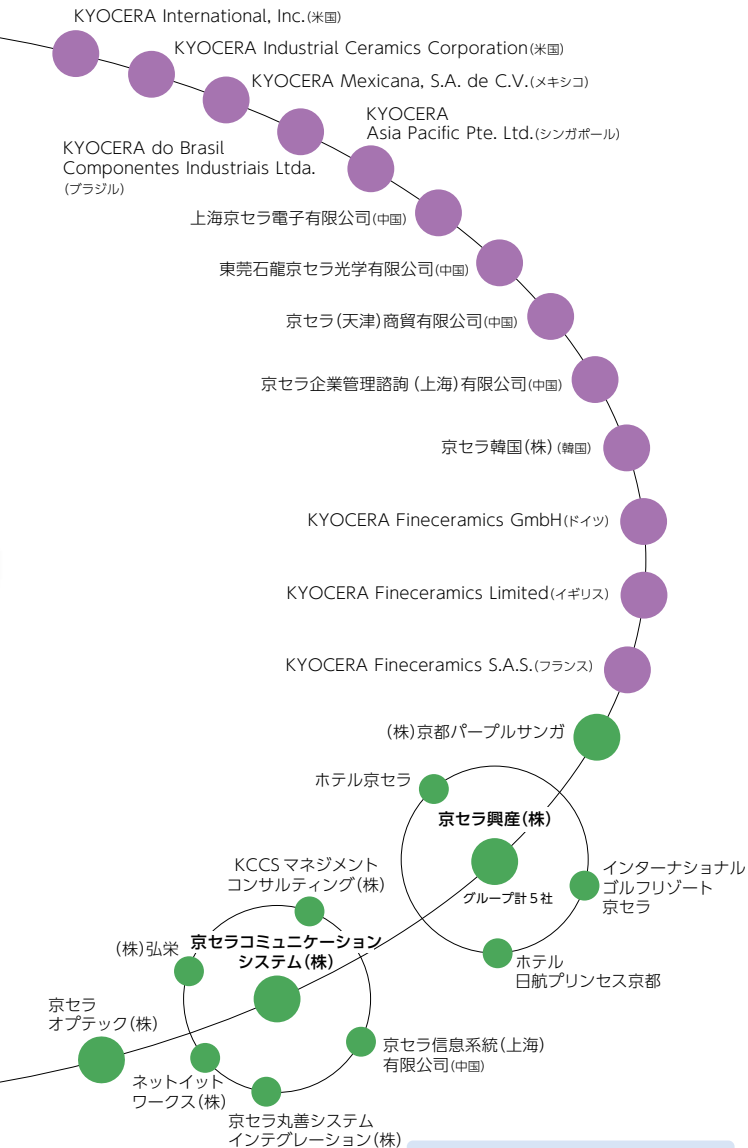 KYOCERA International, Inc.(米国)
KYOCERA Industrial Ceramics Corporation(米国)
KYOCERA Mexicana, S.A. de C.V.(メキシコ)
KYOCERA
Asia Pacific Pte. Ltd.(シンガポール)
KYOCERA do Brasil
Componentes Industriais Ltda.
(ブラジル)
上海京セラ電子有限公司(中国)
東莞石龍京セラ光学有限公司(中国)
京セラ(天津)商貿有限公司(中国)
京セラ企業管理諮詢(上海)有限公司(中国)
京セラ韓国(株)(韓国)
KYOCERA Fineceramics GmbH(ドイツ)
KYOCERA Fineceramics Limited(イギリス)
KYOCERA Fineceramics S.A.S.(フランス)
(株)京都パープルサンガ
ホテル京セラ
京セラ興産(株)
グループ計5社
インターナショナル
ゴルフリゾート
京セラ
ホテル
日航プリンセス京都
KCCSマネジメント
コンサルティング(株)
(株)弘栄
京セラコミュニケーション
システム(株)
京セラ
オプテック(株)
京セラ信息系統(上海)
有限公司(中国)
ネットイット
ワークス(株)
京セラ丸善システム
インテグレーション(株)